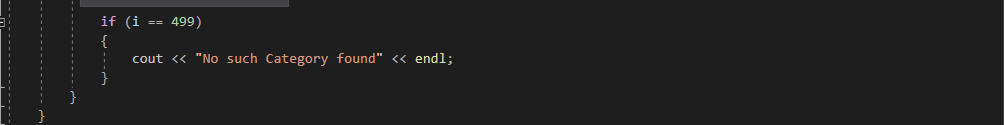 if (i == 499)
{
cout << "No such Category found" << endl;
}
}
}